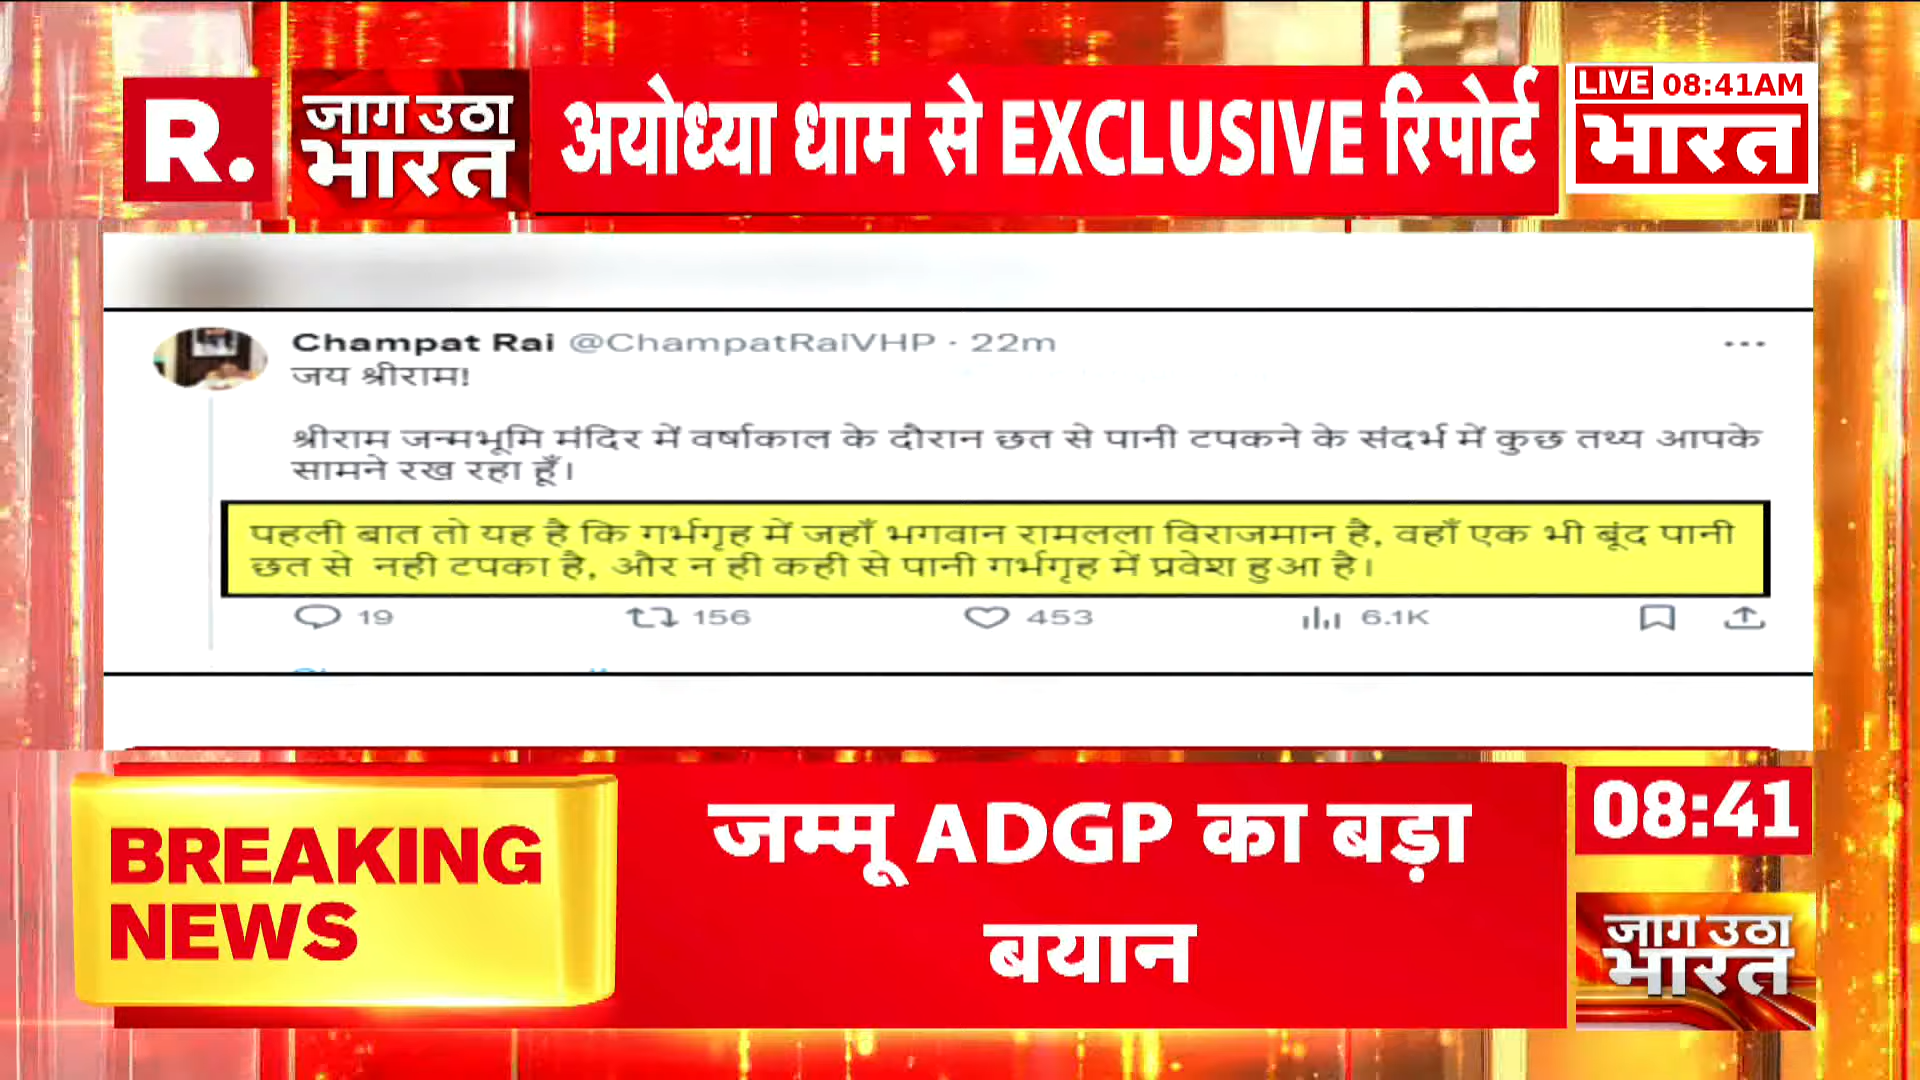 R.
जाग उठा
भारत
अयोध्या धाम से EXCLUSIVE रिपोर्ट
LIVE 08:41AM
भारत
Champat Rai @ChampatRaiVHP · 22m
जय श्रीराम!
श्रीराम जन्मभूमि मंदिर में वर्षाकाल के दौरान छत से पानी टपकने के संदर्भ में कुछ तथ्य आपके
सामने रख रहा हूँ।
पहली बात तो यह है कि गर्भगृह में जहाँ भगवान रामलला विराजमान है, वहाँ एक भी बूंद पानी
छत से नही टपका है, और न ही कही से पानी गर्भगृह में प्रवेश हुआ है।
19 156 453 6.1K
BREAKING
NEWS
जम्मू ADGP का बड़ा
बयान
08:41
जाग उठा
भारत